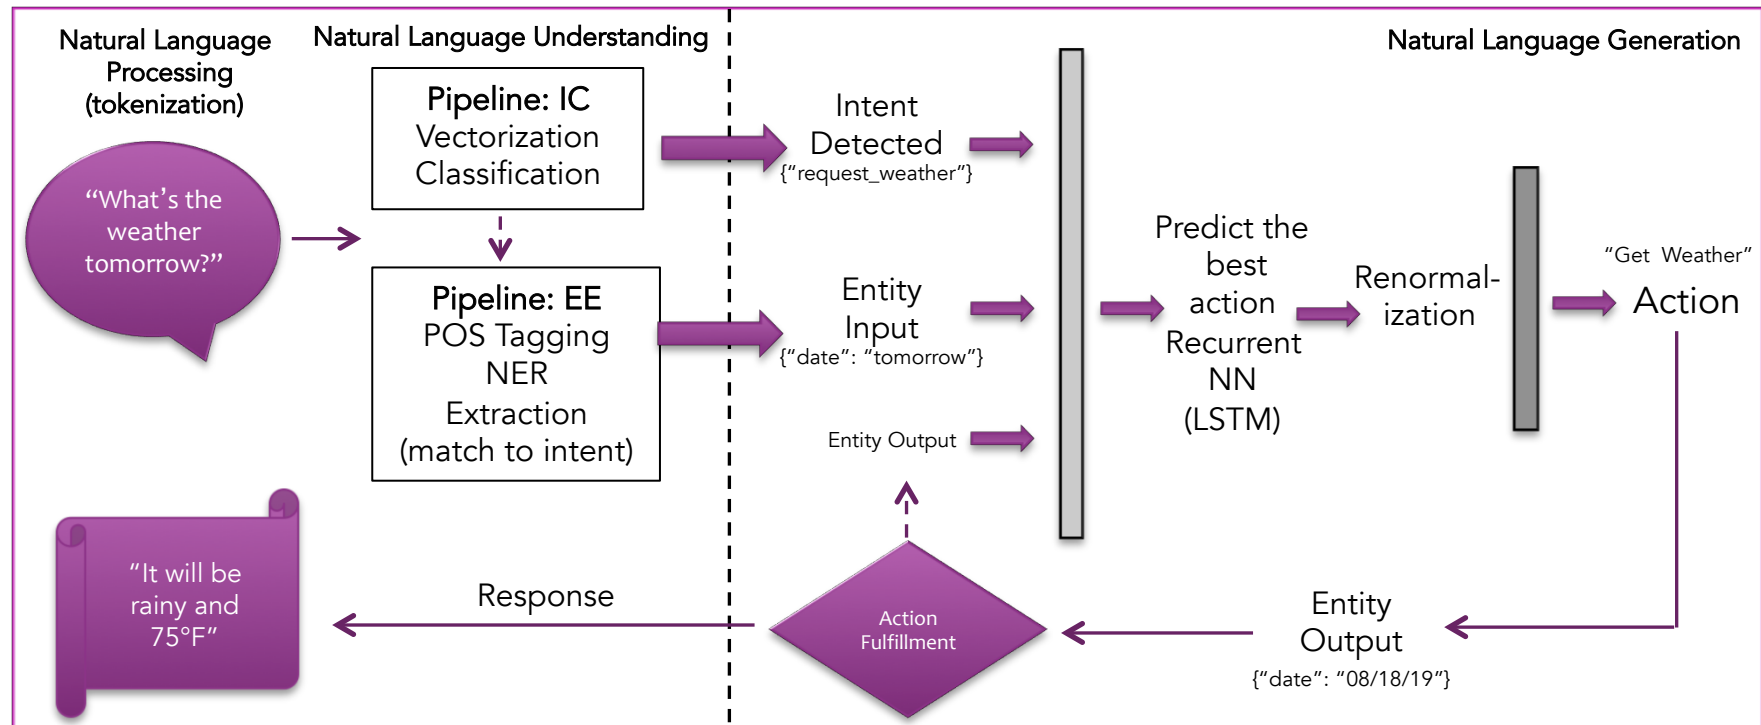 Natural Language
Processing
(tokenization)
Natural Language Understanding
Natural Language Generation
“What’s the
weather
tomorrow?”
Pipeline: IC
Vectorization
Classification
Pipeline: EE
POS Tagging
NER
Extraction
(match to intent)
Intent
Detected
{“request_weather”}
Entity
Input
{“date”: “tomorrow”}
Entity Output
Predict the
best
action
Recurrent
NN
(LSTM)
Renormal-
ization
“Get Weather”
Action
Entity
Output
{“date”: “08/18/19”}
Action
Fulfillment
Response
“It will be
rainy and
75°F”